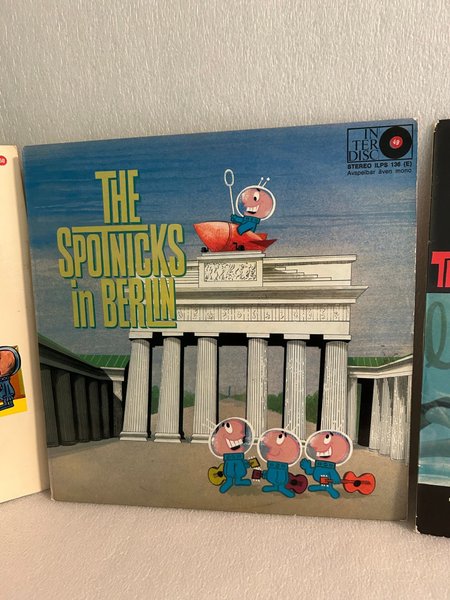 THE
SPOTNICKS
in BERLIN
IN
TER
DISC
STEREO ILPS 136 (E)
Avspelbar även mono